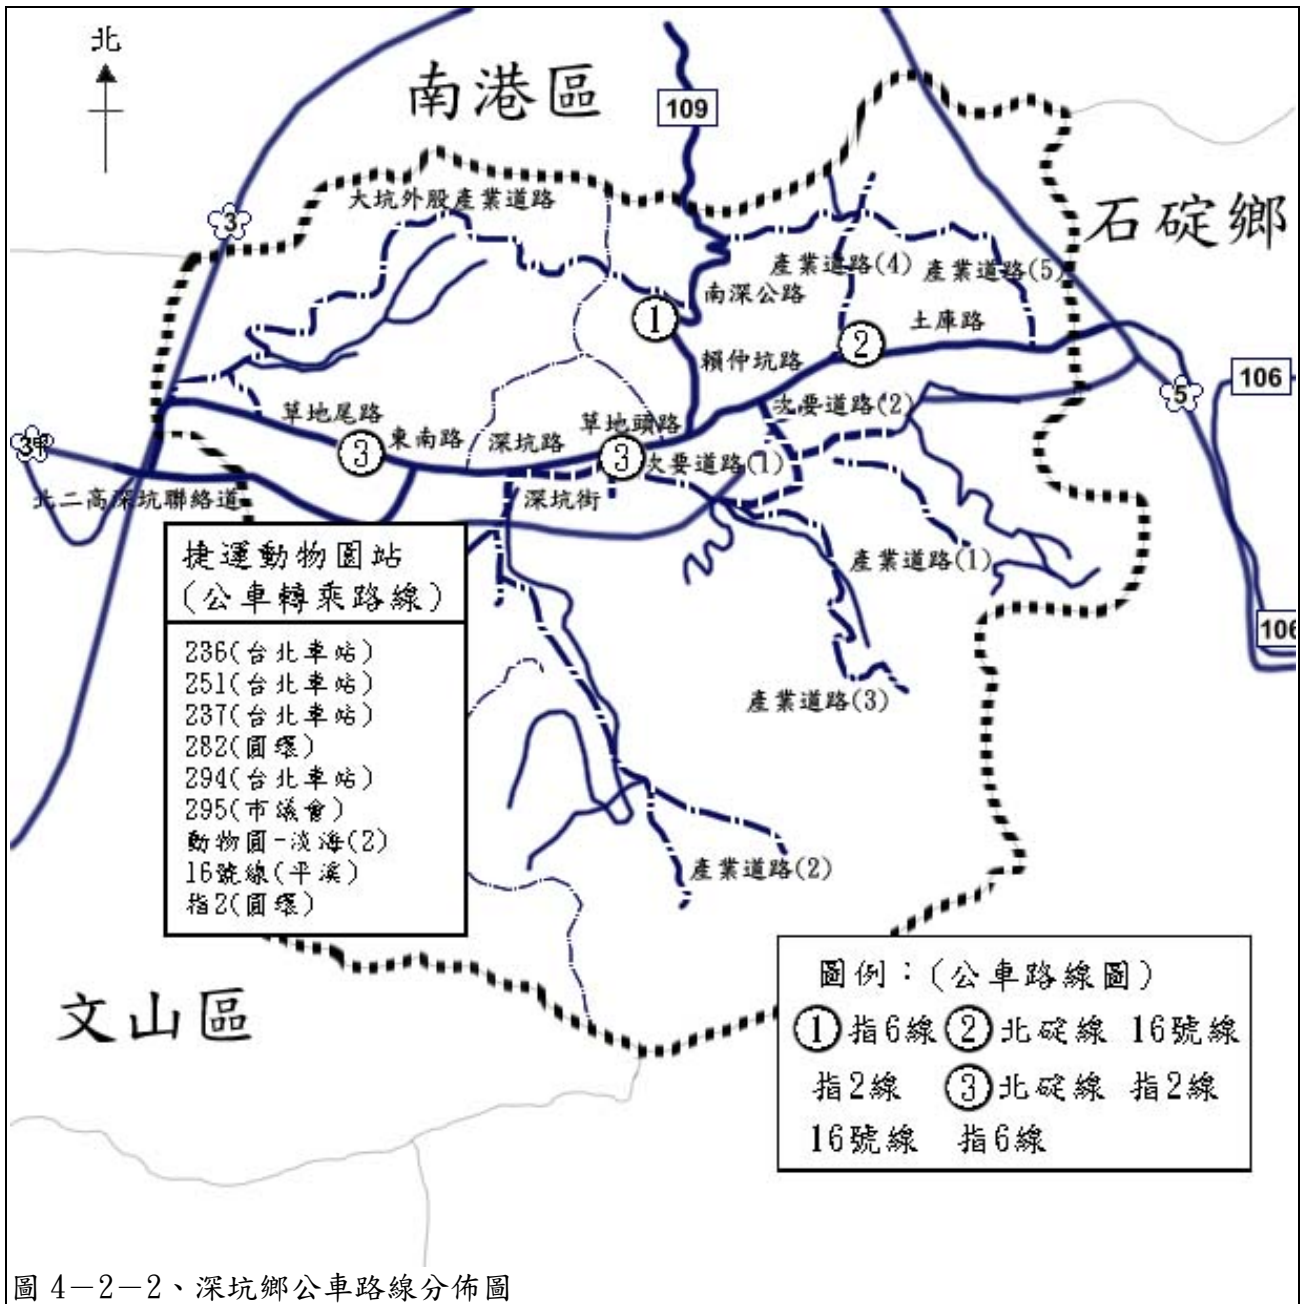 北
南港區
109
3
大坑外股產業道路
石碇鄉
產業道路(4)
產業道路(5)
南深公路
1
土庫路
2
賴仲坑路
106
5
次要道路(2)
草地尾路
草地頭路
3
東南路
深坑路
3
次要道路(1)
3甲
北二高深坑聯絡道
深坑街
產業道路(1)
106
產業道路(3)
產業道路(2)
捷運動物園站
(公車轉乘路線)
236(台北車站)
251(台北車站)
237(台北車站)
282(圓環)
294(台北車站)
295(市議會)
動物園-淡海(2)
16號線(平溪)
指2(圓環)
文山區
圖例：(公車路線圖)
1指6線 2北碇線 16號線
指2線 3北碇線 指2線
16號線 指6線
圖 4－2－2、深坑鄉公車路線分佈圖